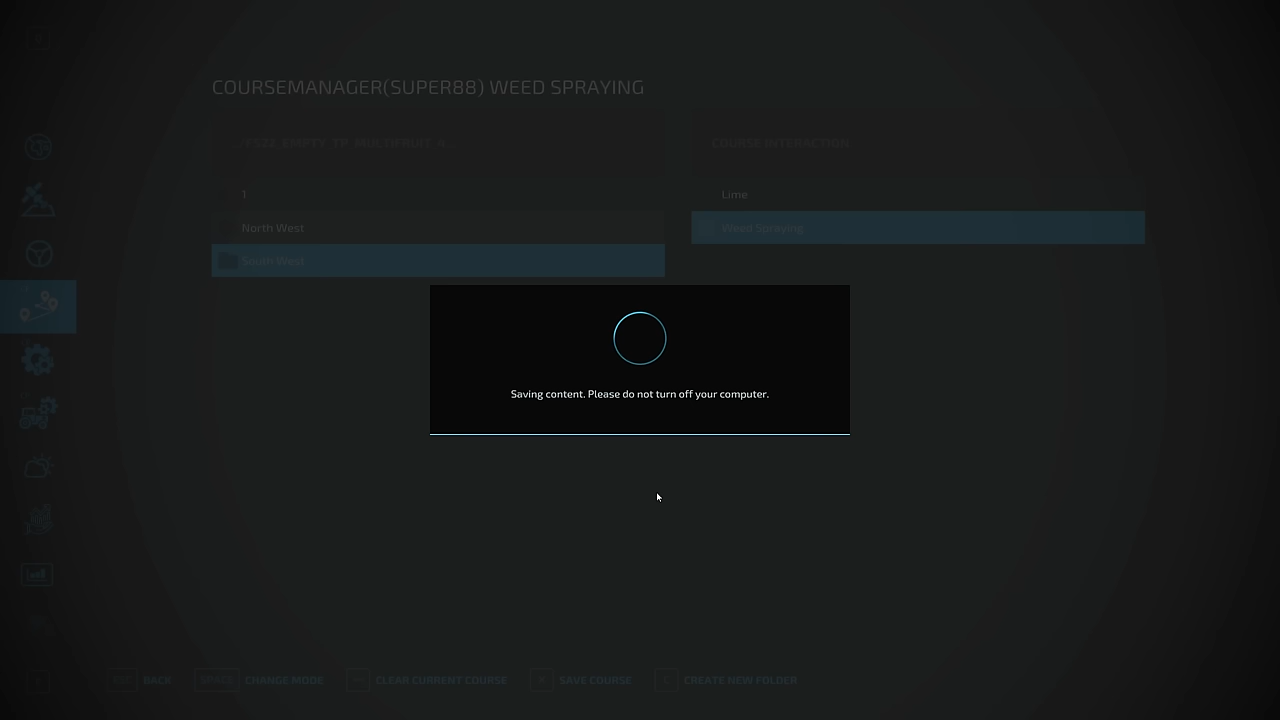 COURSEMANAGER(SUPER88) WEED SPRAYING
COURSE INTERACTION
1
North West
South West
Lime
Weed Spraying
Saving content. Please do not turn off your computer.
BACK
SPACE CHANGE MODE
CLEAR CURRENT COURSE
SAVE COURSE
CREATE NEW FOLDER